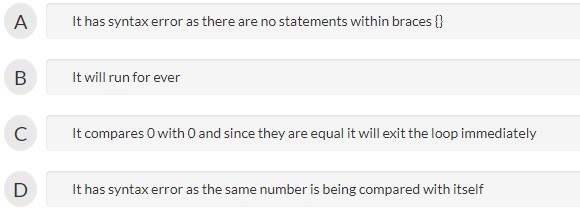 A It has syntax error as there are no statements within braces {}
B It will run for ever
C It compares 0 with 0 and since they are equal it will exit the loop immediately
D It has syntax error as the same number is being compared with itself